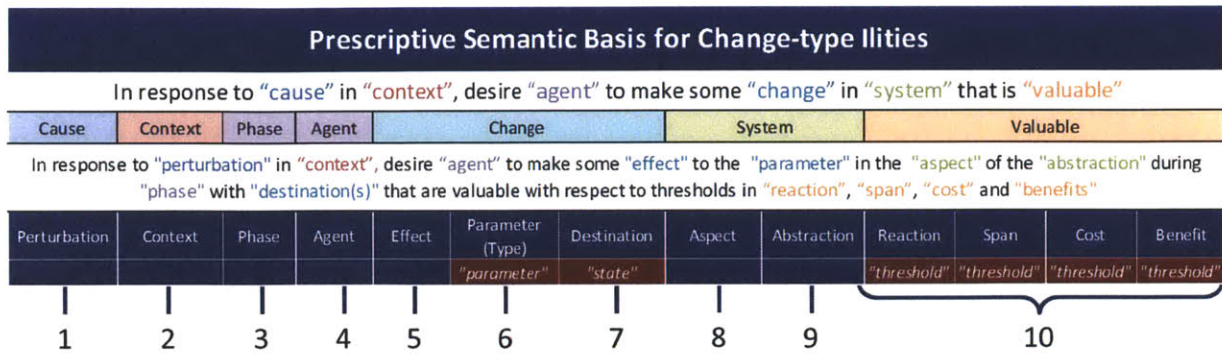 Prescriptive Semantic Basis for Change-type Ilities
In response to "cause" in "context", desire "agent" to make some "change" in "system" that is "valuable"
Cause Context Phase Agent Change System Valuable
In response to "perturbation" in "context", desire "agent" to make some "effect" to the "parameter" in the "aspect" of the "abstraction" during
"phase" with "destination(s)" that are valuable with respect to thresholds in "reaction", "span", "cost" and "benefits"
Perturbation Context Phase Agent Effect Parameter (Type) Destination Aspect Abstraction Reaction Span Cost Benefit
"parameter" "state" "threshold" "threshold" "threshold" "threshold"
1 2 3 4 5 6 7 8 9 10